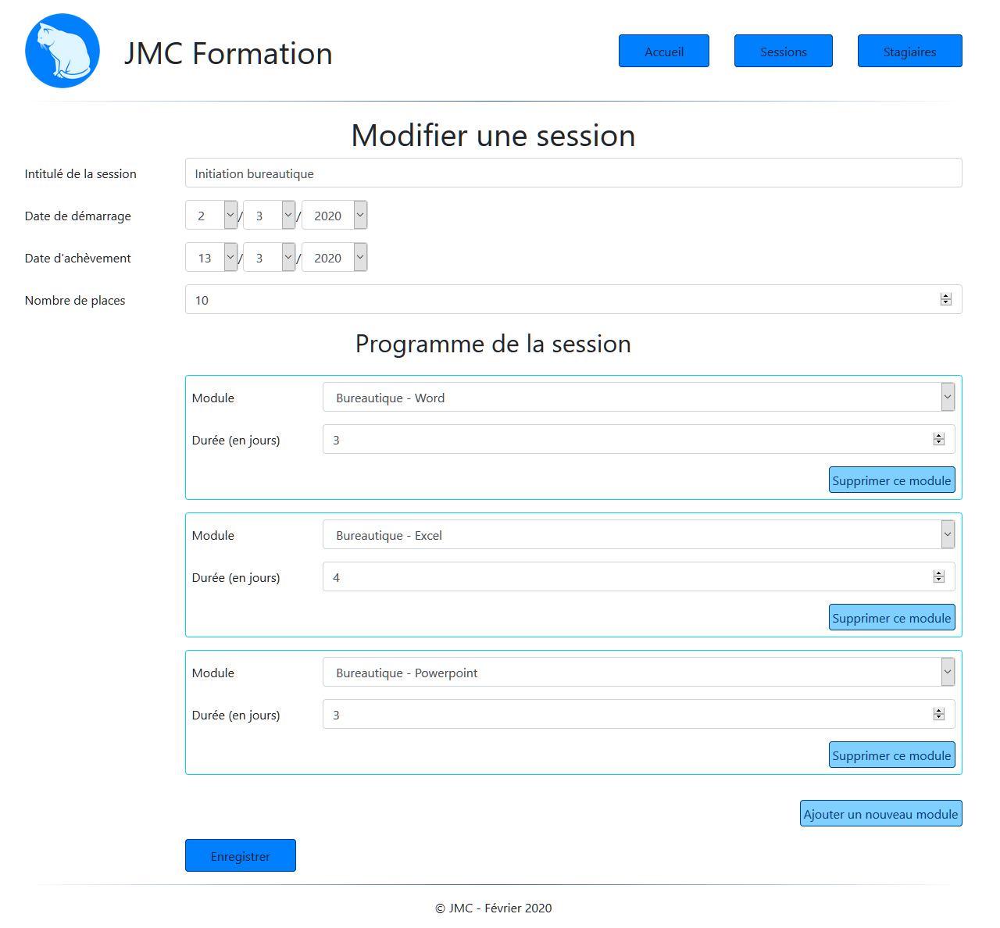 JMC Formation
Accueil
Sessions
Stagiaires
Modifier une session
Intitulé de la session
Initiation bureautique
Date de démarrage
2 / 3 / 2020
Date d'achèvement
13 / 3 / 2020
Nombre de places
10
Programme de la session
Module
Bureautique - Word
Durée (en jours)
3
Supprimer ce module
Module
Bureautique - Excel
Durée (en jours)
4
Supprimer ce module
Module
Bureautique - Powerpoint
Durée (en jours)
3
Supprimer ce module
Ajouter un nouveau module
Enregistrer
© JMC - Février 2020